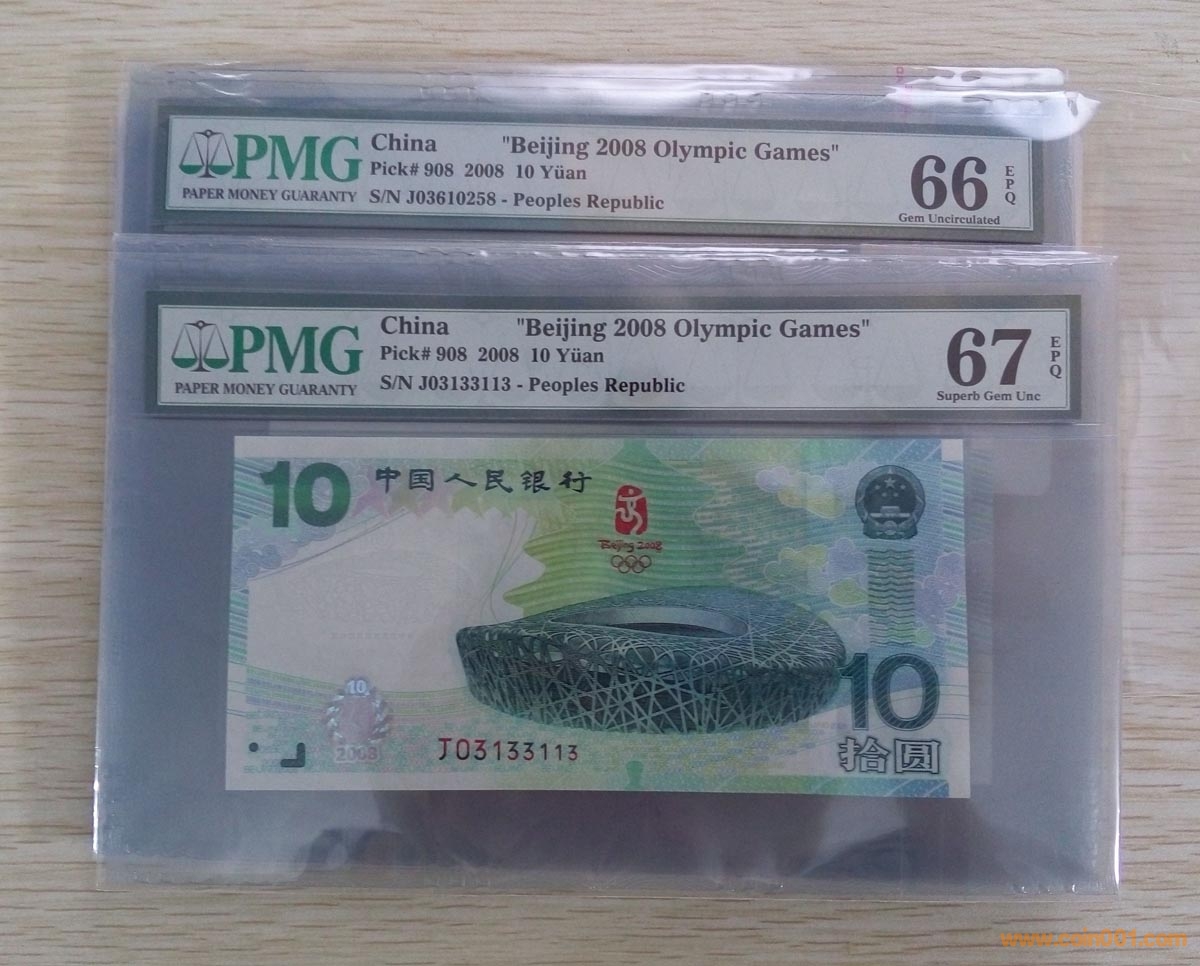 PMG
PAPER MONEY GUARANTY
China "Beijing 2008 Olympic Games"
Pick# 908 2008 10 Yüan
S/N J03610258 - Peoples Republic
66
EPQ
Gem Uncirculated
PMG
PAPER MONEY GUARANTY
China "Beijing 2008 Olympic Games"
Pick# 908 2008 10 Yüan
S/N J03133113 - Peoples Republic
67
EPQ
Superb Gem Unc
10 中国人民银行
Beijing 2008
10
2008
J03133113
10
拾圆
www.coin001.com